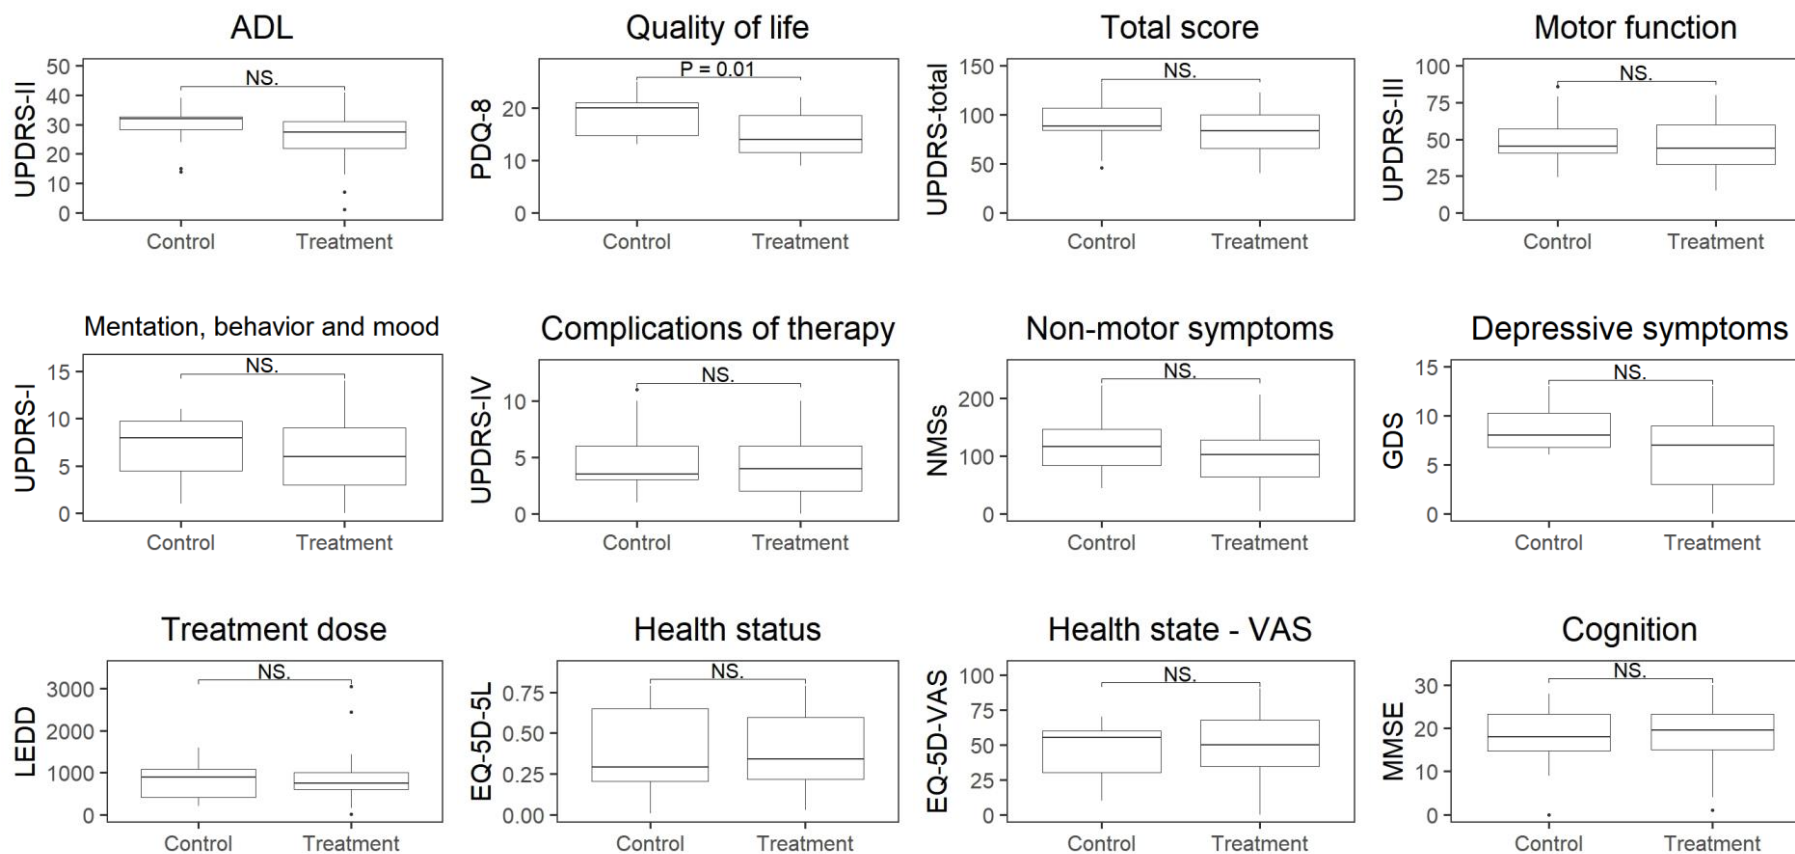 ADL
UPDRS-II
50
40
30
20
10
0
NS.
Control Treatment
Quality of life
PDQ-8
20
10
0
P = 0.01
Control Treatment
Total score
UPDRS-total
150
100
50
0
NS.
Control Treatment
Motor function
UPDRS-III
100
75
50
25
0
NS.
Control Treatment
Mentation, behavior and mood
UPDRS-I
15
10
5
0
NS.
Control Treatment
Complications of therapy
UPDRS-IV
10
5
0
NS.
Control Treatment
Non-motor symptoms
NMSs
200
100
0
NS.
Control Treatment
Depressive symptoms
GDS
15
10
5
0
NS.
Control Treatment
Treatment dose
LEDD
3000
2000
1000
0
NS.
Control Treatment
Health status
EQ-5D-5L
0.75
0.50
0.25
0.00
NS.
Control Treatment
Health state - VAS
EQ-5D-VAS
100
75
50
25
0
NS.
Control Treatment
Cognition
MMSE
30
20
10
0
NS.
Control Treatment